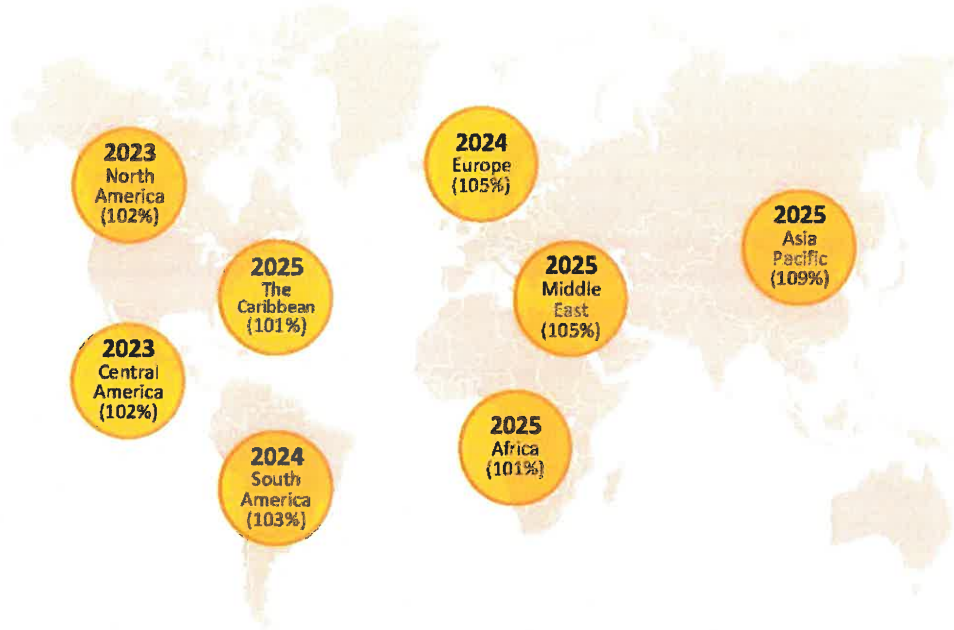 2023
North
America
(102%)
2025
The
Caribbean
(101%)
2023
Central
America
(102%)
2024
South
America
(103%)
2024
Europe
(105%)
2025
Middle
East
(105%)
2025
Africa
(101%)
2025
Asia
Pacific
(109%)